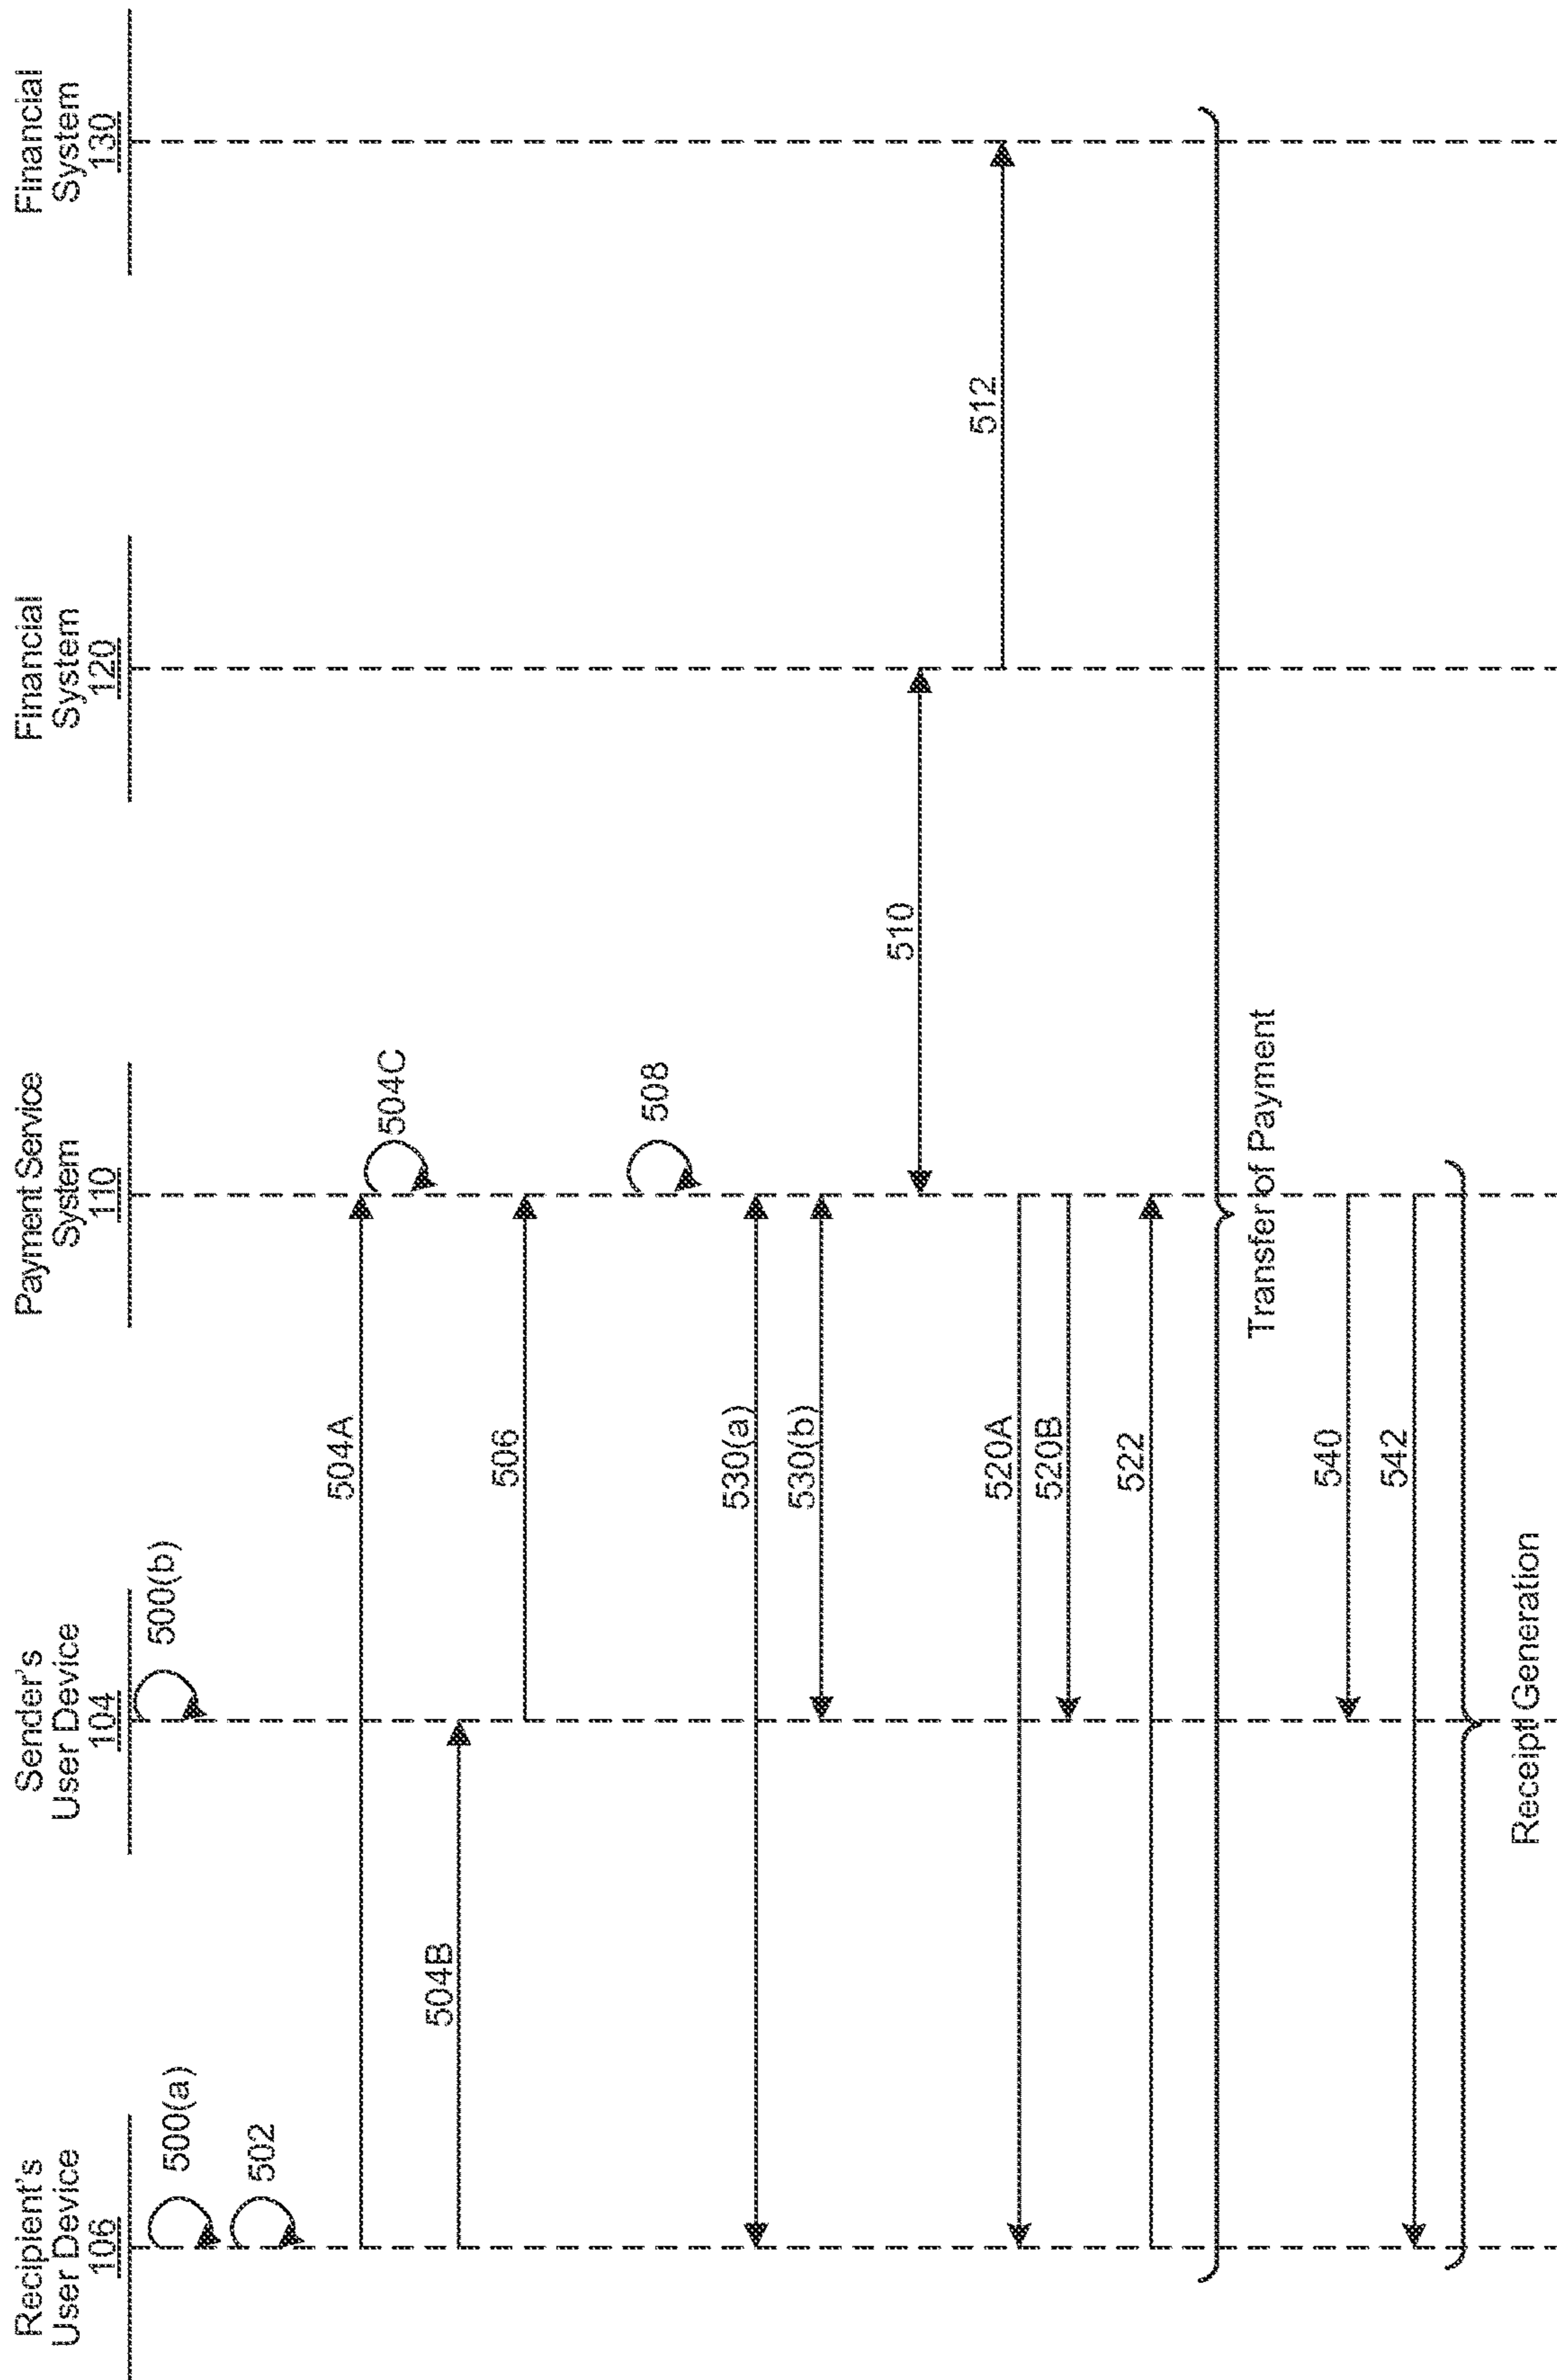 Recipient's
User Device
106
Sender's
User Device
104
Payment Service
System
110
Financial
System
120
Financial
System
130
500(a)
500(b)
502
504A
504C
504B
506
508
530(a)
530(b)
510
512
520A
520B
522
Transfer of Payment
540
542
Receipt Generation